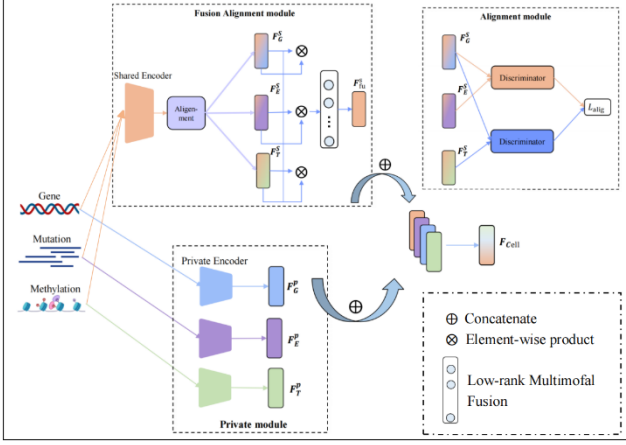 Fusion Alignment module
Shared Encoder
Aligen-
ment
F_G^S
F_E^S
F_T^S
F_fu^s
Alignment module
F_G^S
F_E^S
F_T^S
Discriminator
Discriminator
L_alig
Gene
Mutation
Methylation
Private Encoder
F_G^p
F_E^p
F_T^p
Private module
F_Cell
Concatenate
Element-wise product
Low-rank Multimofal
Fusion